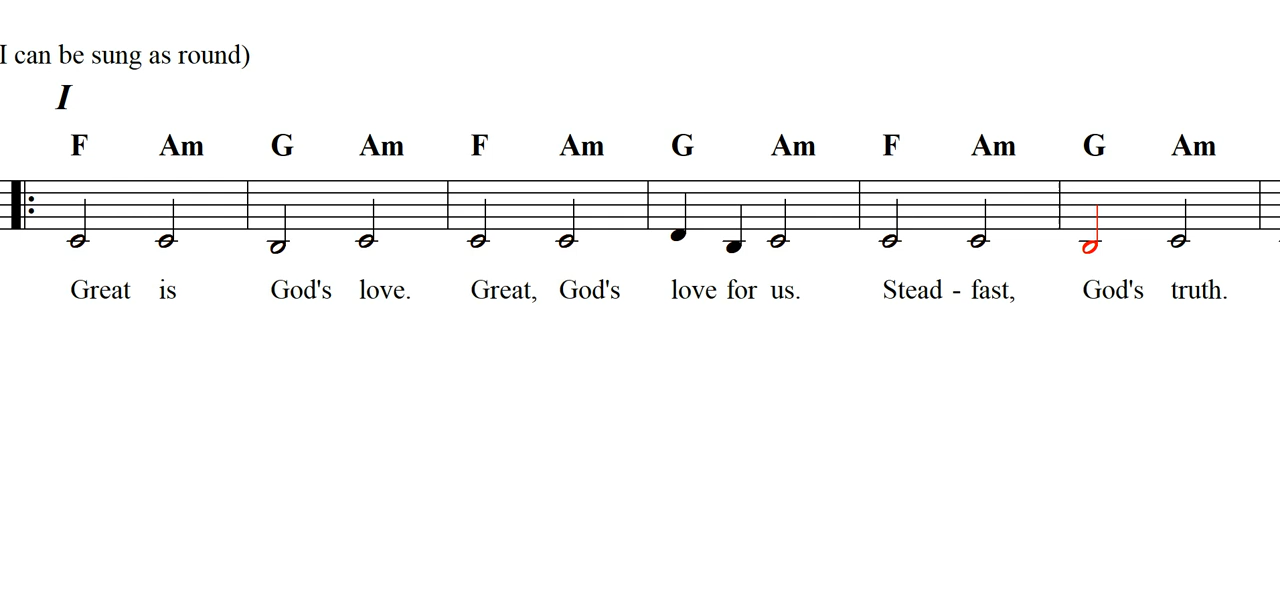 I can be sung as round)
I
F Am G Am F Am G Am F Am G Am
Great is God's love. Great, God's love for us. Stead - fast, God's truth.